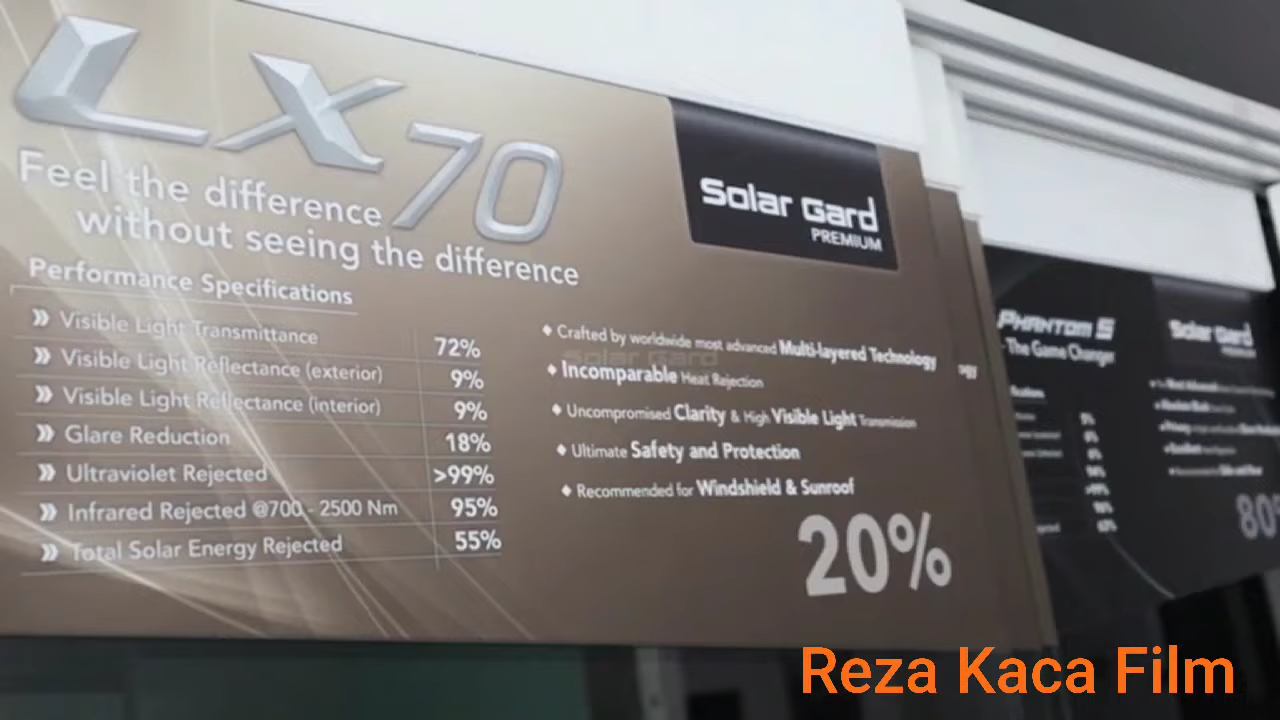 LX70
Feel the difference
without seeing the difference
Solar Gard
PREMIUM
Performance Specifications
Visible Light Transmittance 72%
Visible Light Reflectance (exterior) 9%
Visible Light Reflectance (interior) 9%
Glare Reduction 18%
Ultraviolet Rejected >99%
Infrared Rejected @700 - 2500 Nm 95%
Total Solar Energy Rejected 55%
Crafted by worldwide most advanced Multi-layered Technology
Incomparable Heat Rejection
Uncompromised Clarity & High Visible Light Transmission
Ultimate Safety and Protection
Recommended for Windshield & Sunroof
20%
Solar Gard
PHANTOM S
The Game Changer
Solar Gard
PREMIUM
80%
Reza Kaca Film